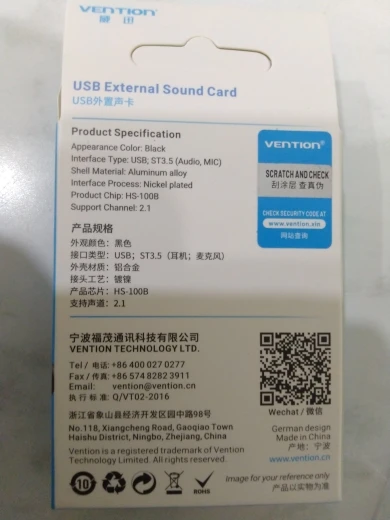 VENTION
威迅
USB External Sound Card
USB外置声卡
Product Specification
Appearance Color: Black
Interface Type: USB; ST3.5 (Audio, MIC)
Shell Material: Aluminum alloy
Interface Process: Nickel plated
Product Chip: HS-100B
Support Channel: 2.1
VENTION®
SCRATCH AND CHECK
刮涂层 查真伪
CHECK SECURITY CODE AT
www.vention.vin
网站查询
产品规格
外观颜色：黑色
接口类型：USB；ST3.5（耳机；麦克风）
外壳材质：铝合金
接头工艺：镀镍
产品芯片：HS-100B
支持声道：2.1
宁波福茂通讯科技有限公司
VENTION TECHNOLOGY LTD.
Tel / 电话: +86 400 027 0277
Fax / 传真: +86 574 8282 3911
Email: vention@vention.cn
执行标准: Q/VT02-2016
浙江省象山县经济开发区园中路98号
No.118, Xiangcheng Road, Gaoqiao Town
Haishu District, Ningbo, Zhejiang, China
Vention is a registered trademark of Vention
Technology Limited. All rights reserved.
Wechat / 微信
German design
Made in China
产地：宁波
www.vention.cn
10
RoHS
Image for your reference only
产品以实物为准